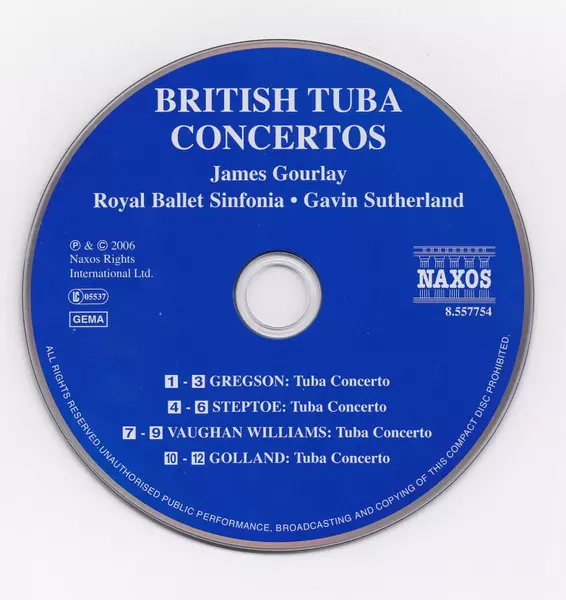 BRITISH TUBA
CONCERTOS
James Gourlay
Royal Ballet Sinfonia • Gavin Sutherland
℗ & © 2006
Naxos Rights
International Ltd.
LC 05537
GEMA
NAXOS
8.557754
1 - 3 GREGSON: Tuba Concerto
4 - 6 STEPTOE: Tuba Concerto
7 - 9 VAUGHAN WILLIAMS: Tuba Concerto
10 - 12 GOLLAND: Tuba Concerto
ALL RIGHTS RESERVED.UNAUTHORISED PUBLIC PERFORMANCE, BROADCASTING AND COPYING OF THIS COMPACT DISC PROHIBITED.